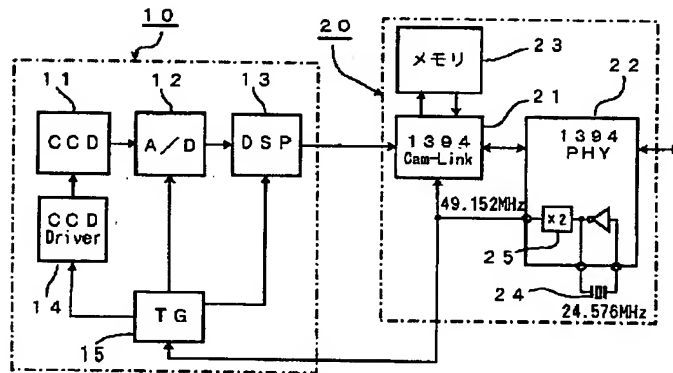 10
20
11
12
13
メモリ
23
22
21
CCD
A/D
DSP
1394
Cam-Link
1394
PHY
CCD
Driver
49.152MHz
×2
25
14
TG
24
24.576MHz
15